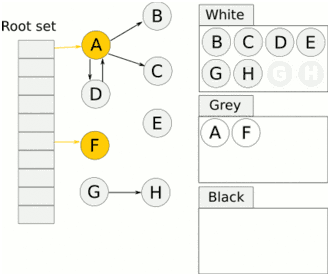 Root set
A
B
C
D
E
F
G H
White
B C D E
G H G H
Grey
A F
Black